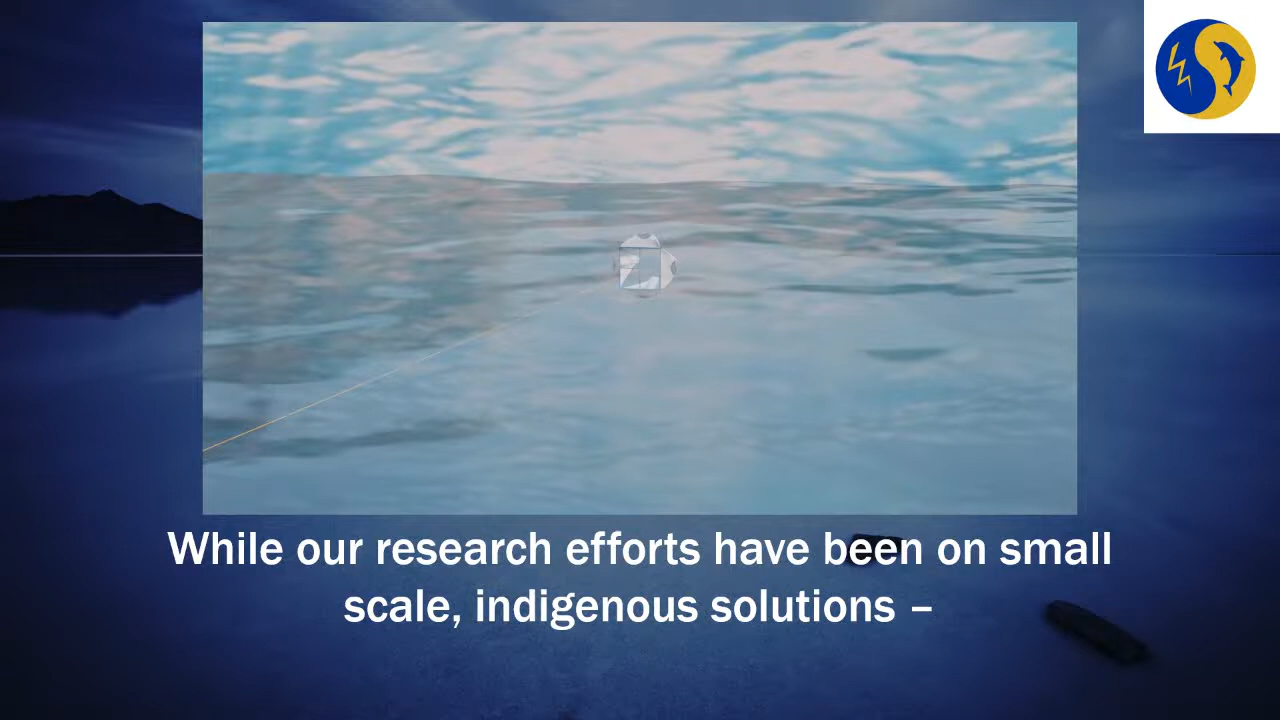 While our research efforts have been on small
scale, indigenous solutions –